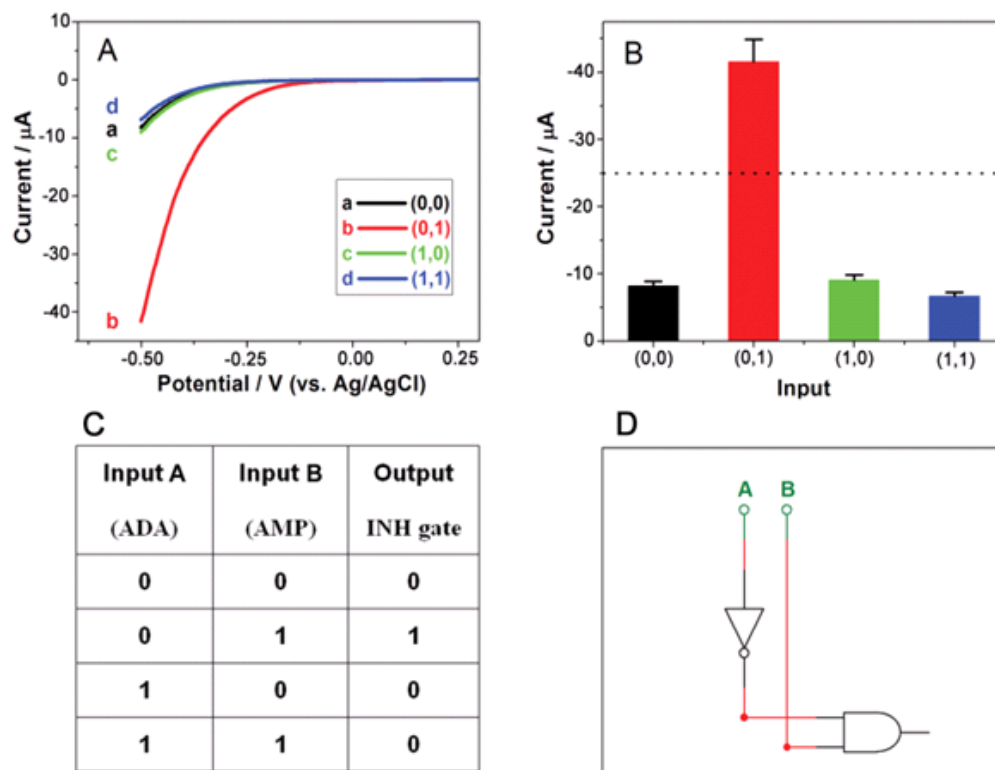 A
10
0
-10
-20
-30
-40
Current / μA
d
a
c
b
a (0,0)
b (0,1)
c (1,0)
d (1,1)
-0.50 -0.25 0.00 0.25
Potential / V (vs. Ag/AgCl)
B
-40
-30
-20
-10
0
Current / μA
(0,0) (0,1) (1,0) (1,1)
Input
C
Input A Input B Output
(ADA) (AMP) INH gate
0 0 0
0 1 1
1 0 0
1 1 0
D
A B